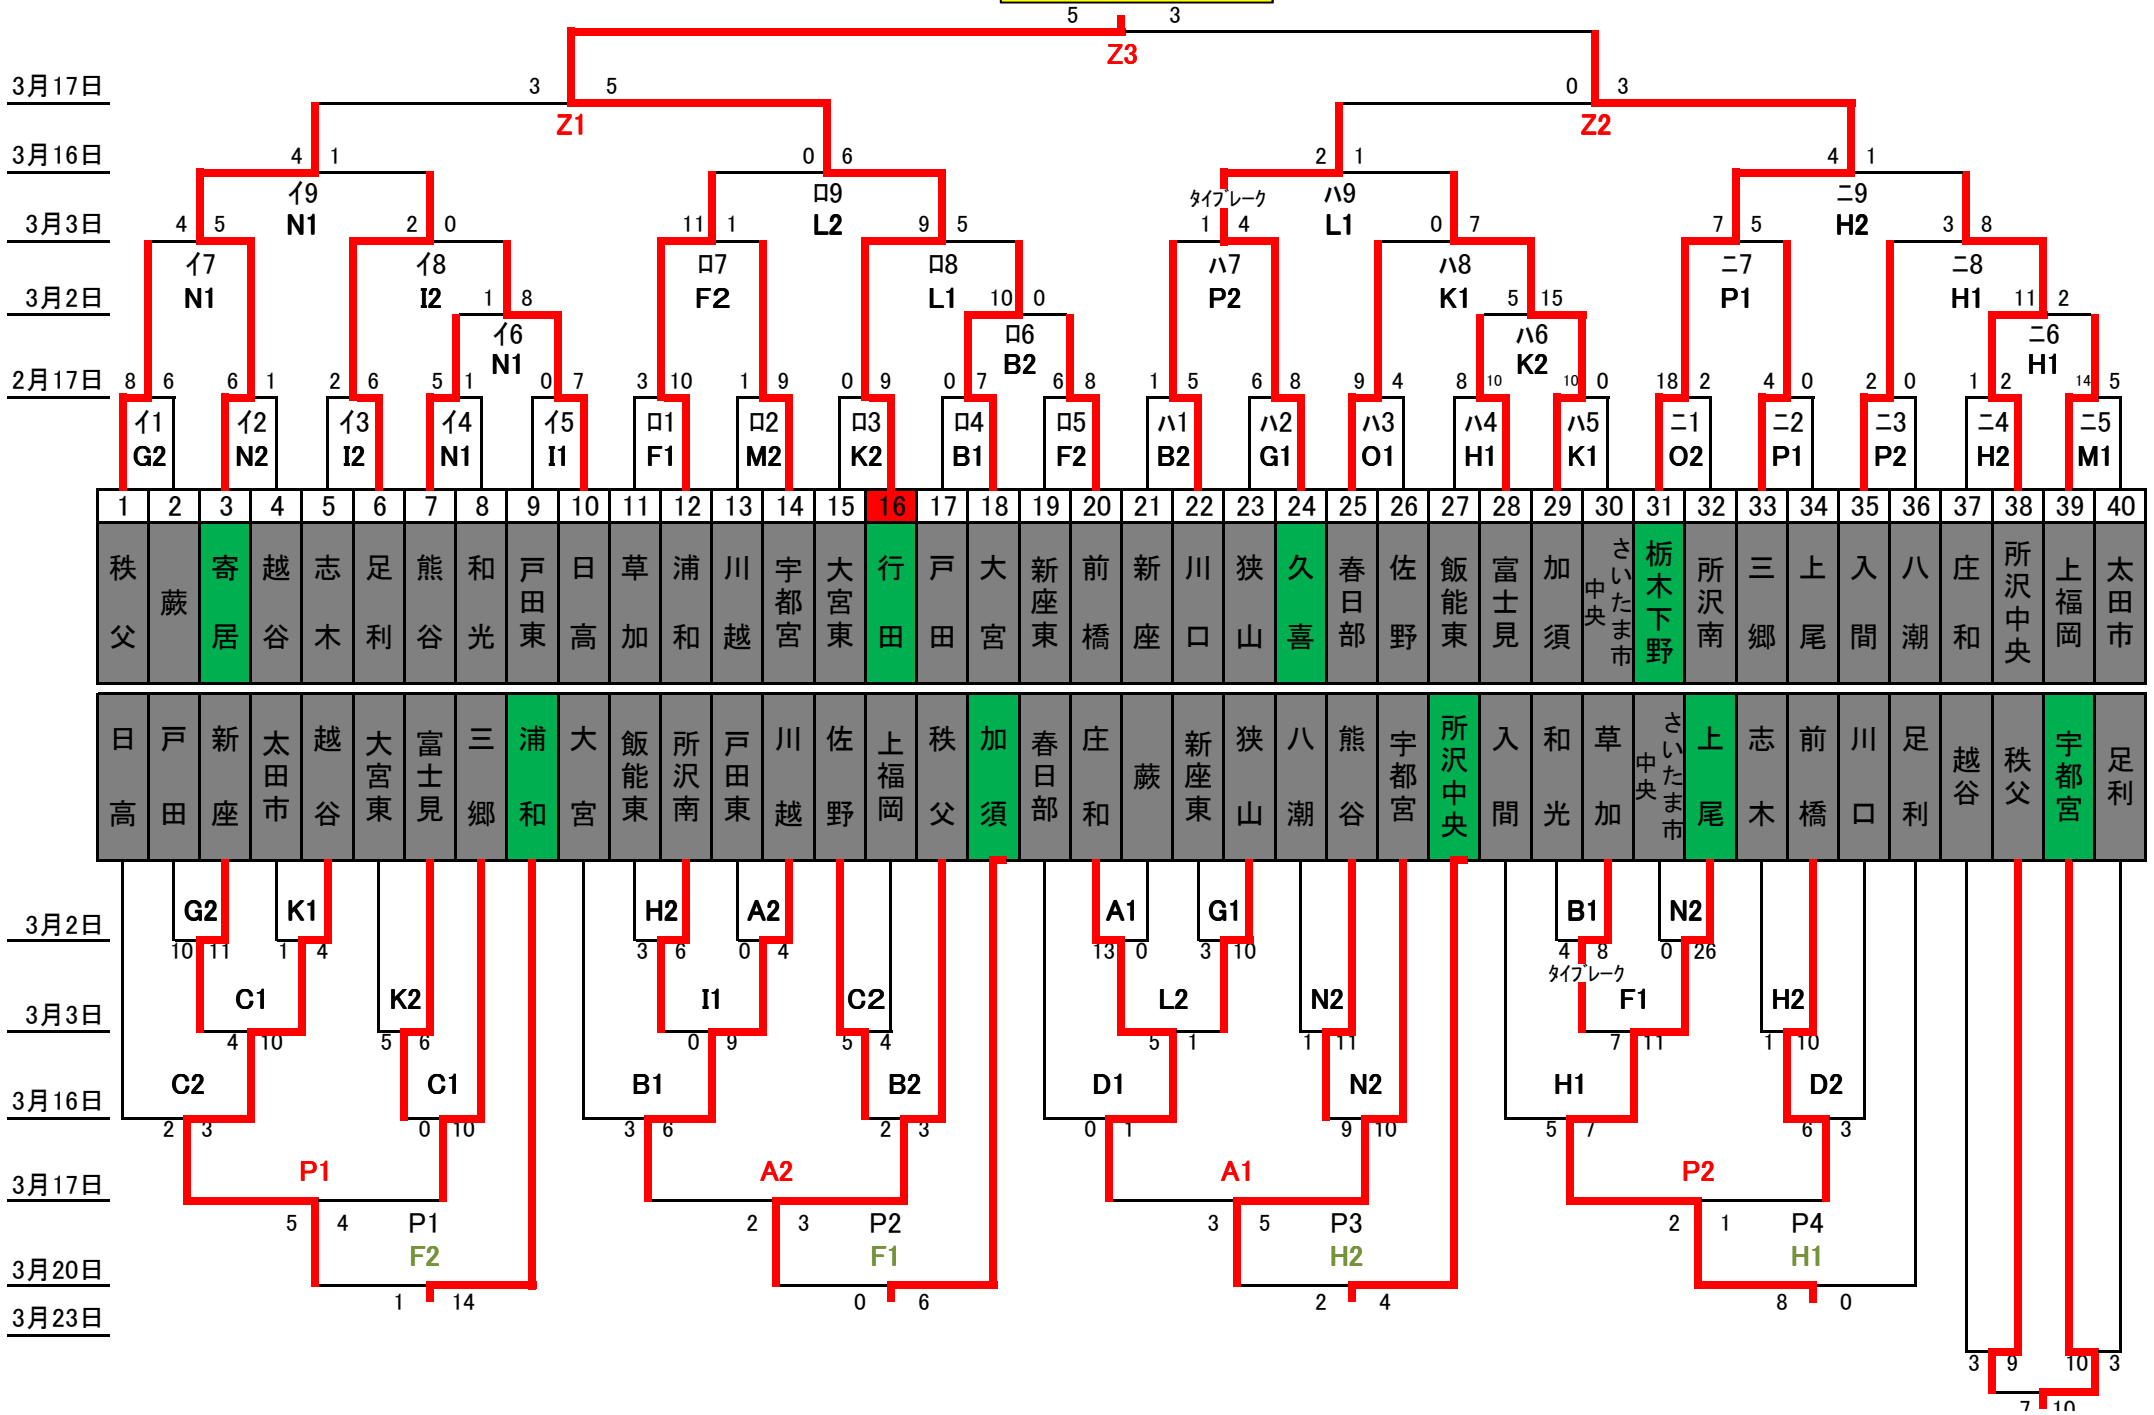 5 3
Z3
3月17日 3 5 0 3
Z1 Z2
3月16日 4 1 0 6 2 1 4 1
イ9 ロ9 タイブレーク ハ9 ニ9
3月3日 4 5 N1 2 0 11 1 L2 9 5 1 4 L1 0 7 7 5 H2 3 8
イ7 イ8 ロ7 ロ8 ハ7 ハ8 ニ7 ニ8
3月2日 N1 I2 1 8 F2 L1 10 0 P2 K1 5 15 P1 H1 11 2
イ6 ロ6 ハ6 ニ6
N1 B2 K2 H1
2月17日 8 6 6 1 2 6 5 1 0 7 3 10 1 9 0 9 0 7 6 8 1 5 6 8 9 4 8 10 10 0 18 2 4 0 2 0 1 2 14 5
イ1 イ2 イ3 イ4 イ5 ロ1 ロ2 ロ3 ロ4 ロ5 ハ1 ハ2 ハ3 ハ4 ハ5 ニ1 ニ2 ニ3 ニ4 ニ5
G2 N2 I2 N1 I1 F1 M2 K2 B1 F2 B2 G1 O1 H1 K1 O2 P1 P2 H2 M1
1 2 3 4 5 6 7 8 9 10 11 12 13 14 15 16 17 18 19 20 21 22 23 24 25 26 27 28 29 30 31 32 33 34 35 36 37 38 39 40
秩父 蕨 寄居 越谷 志木 足利 熊谷 和光 戸田東 日高 草加 浦和 川越 宇都宮 大宮東 行田 戸田 大宮 新座東 前橋 新座 川口 狭山 久喜 春日部 佐野 飯能東 富士見 加須 さいたま市中央 栃木下野 所沢南 三郷 上尾 入間 八潮 庄和 所沢中央 上福岡 太田市
日高 戸田 新座 太田市 越谷 大宮東 富士見 三郷 浦和 大宮 飯能東 所沢南 戸田東 川越 佐野 上福岡 秩父 加須 春日部 庄和 蕨 新座東 狭山 八潮 熊谷 宇都宮 所沢中央 入間 和光 草加 さいたま市中央 上尾 志木 前橋 川口 足利 越谷 秩父 宇都宮 足利
G2 K1 H2 A2 A1 G1 B1 N2
3月2日 10 11 1 4 3 6 0 4 13 0 3 10 4 8 0 26
タイブレーク
C1 K2 I1 C2 L2 N2 F1 H2
3月3日 4 10 5 6 0 9 5 4 5 1 1 11 7 11 1 10
C2 C1 B1 B2 D1 N2 H1 D2
3月16日 2 3 0 10 3 6 2 3 0 1 9 10 5 7 6 3
P1 A2 A1 P2
3月17日 5 4 P1 2 3 P2 3 5 P3 2 1 P4
F2 F1 H2 H1
3月20日 1 14 0 6 2 4 8 0
3月23日
3 9 10 3
7 10